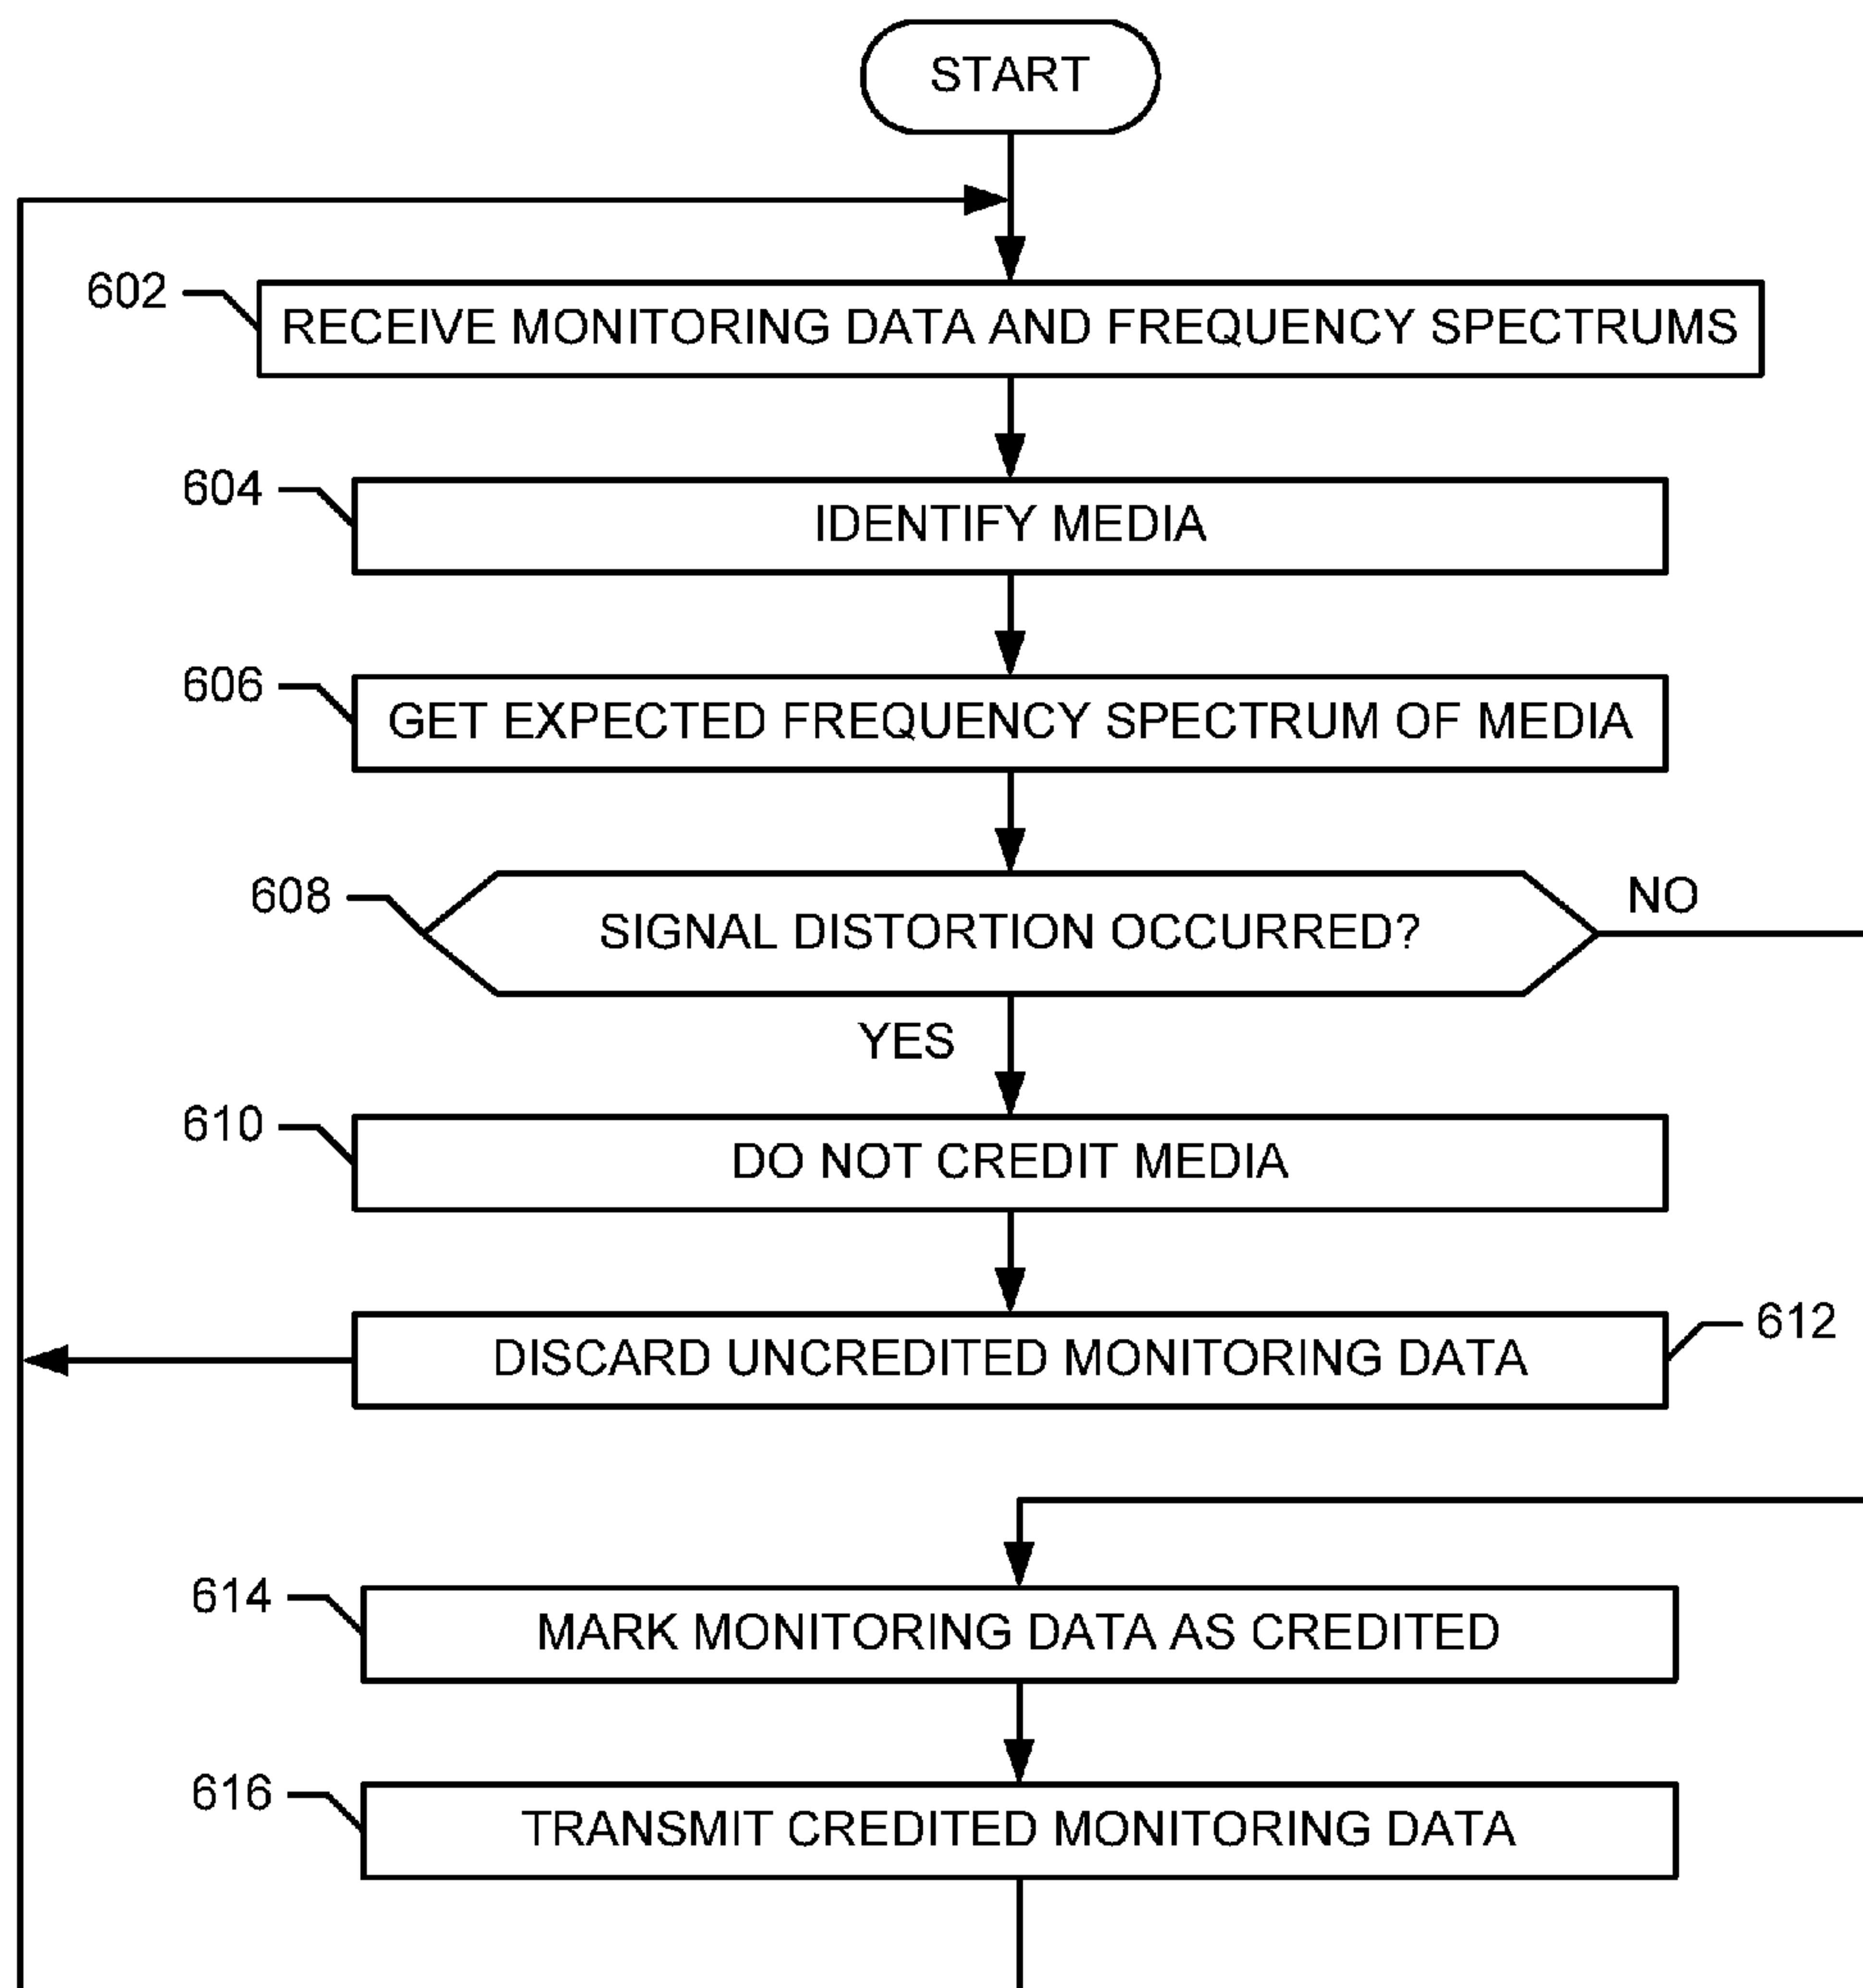 START
602
RECEIVE MONITORING DATA AND FREQUENCY SPECTRUMS
604
IDENTIFY MEDIA
606
GET EXPECTED FREQUENCY SPECTRUM OF MEDIA
608
SIGNAL DISTORTION OCCURRED?
NO
YES
610
DO NOT CREDIT MEDIA
DISCARD UNCREDITED MONITORING DATA
612
614
MARK MONITORING DATA AS CREDITED
616
TRANSMIT CREDITED MONITORING DATA